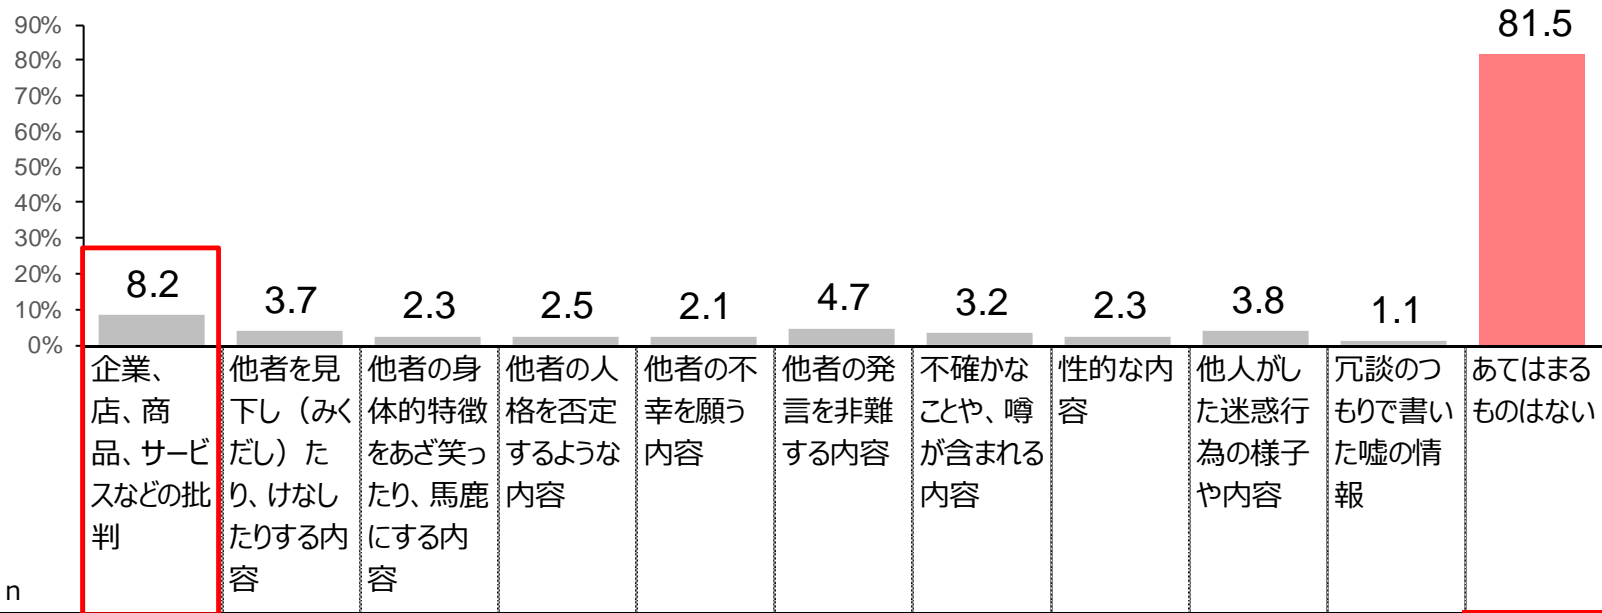 90%
80%
70%
60%
50%
40%
30%
20%
10%
0%
8.2
3.7
2.3
2.5
2.1
4.7
3.2
2.3
3.8
1.1
81.5
企業、
店、商
品、サービ
スなどの批
判
他者を見
下し（みく
だし）た
り、けなし
たりする内
容
他者の身
体的特徴
をあざ笑っ
たり、馬鹿
にする内
容
他者の人
格を否定
するような
内容
他者の不
幸を願う
内容
他者の発
言を非難
する内容
不確かな
ことや、噂
が含まれる
内容
性的な内
容
他人がし
た迷惑行
為の様子
や内容
冗談のつ
もりで書い
た嘘の情
報
あてはまる
ものはない
n